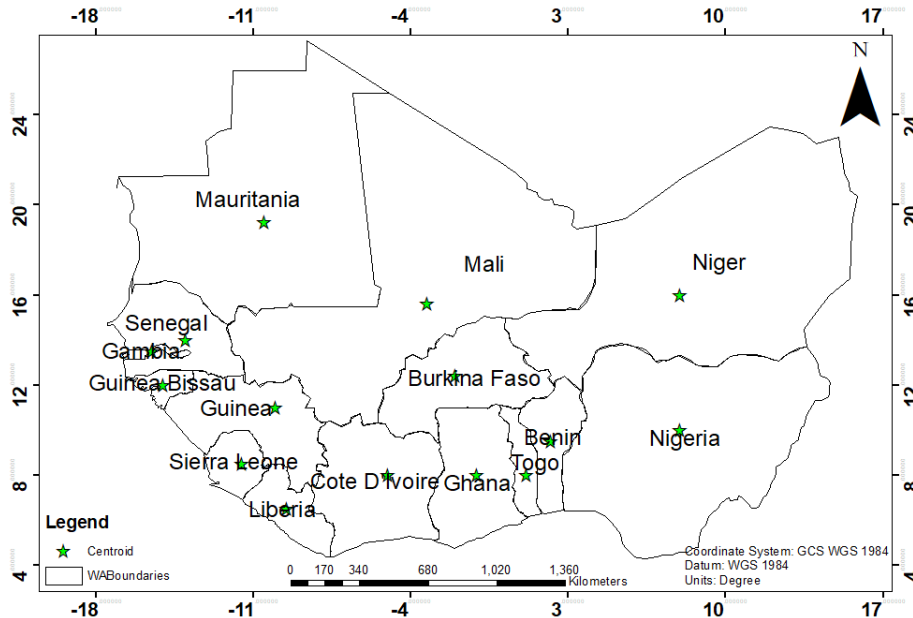 -18 -11 -4 3 10 17
N
24 24
20 20
16 16
12 12
8 8
4 4
Mauritania
Mali
Niger
Senegal
Gambia
Guinea Bissau
Burkina Faso
Guinea
Benin
Nigeria
Sierra Leone
Togo
Cote D'Ivoire
Ghana
Liberia
Legend
Centroid
WABoundaries
0 170 340 680 1,020 1,360
Kilometers
Coordinate System: GCS WGS 1984
Datum: WGS 1984
Units: Degree
-18 -11 -4 3 10 17